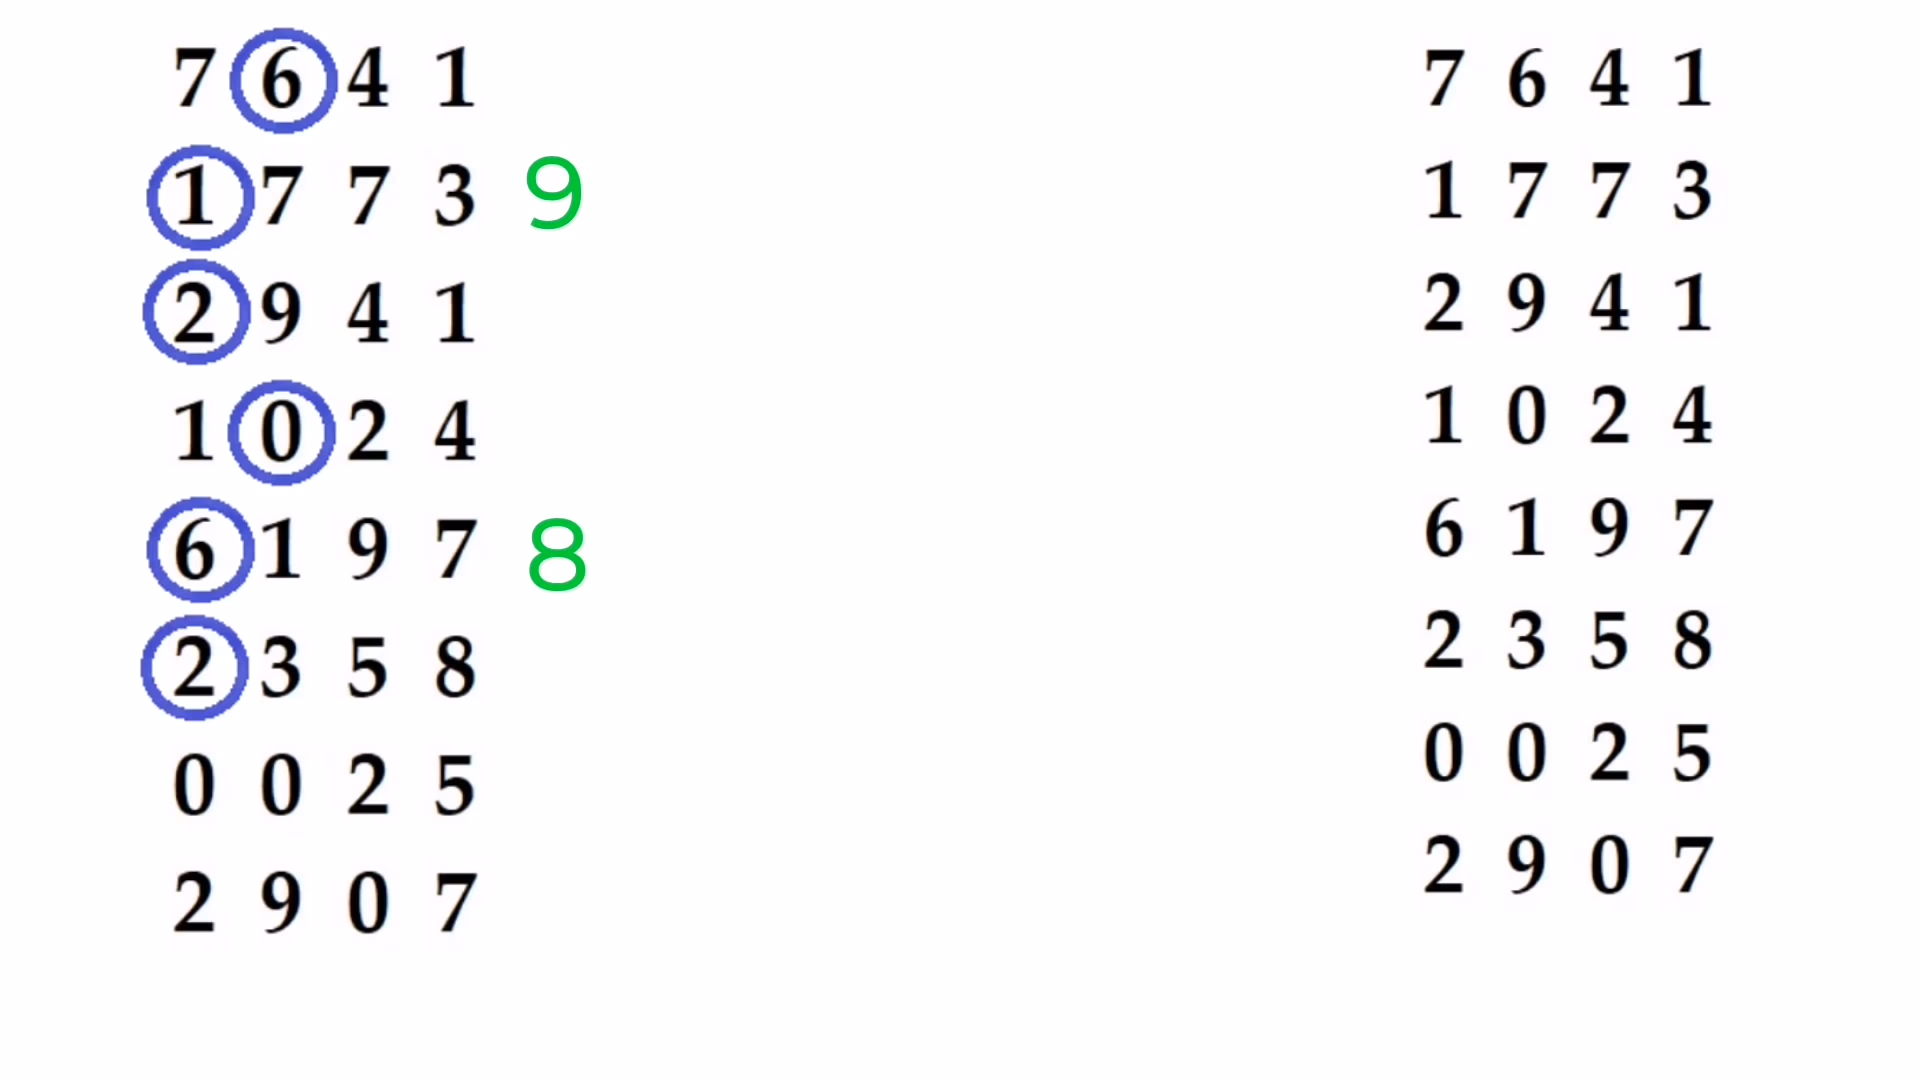 7 6 4 1
1 7 7 3 9
2 9 4 1
1 0 2 4
6 1 9 7 8
2 3 5 8
0 0 2 5
2 9 0 7
7 6 4 1
1 7 7 3
2 9 4 1
1 0 2 4
6 1 9 7
2 3 5 8
0 0 2 5
2 9 0 7